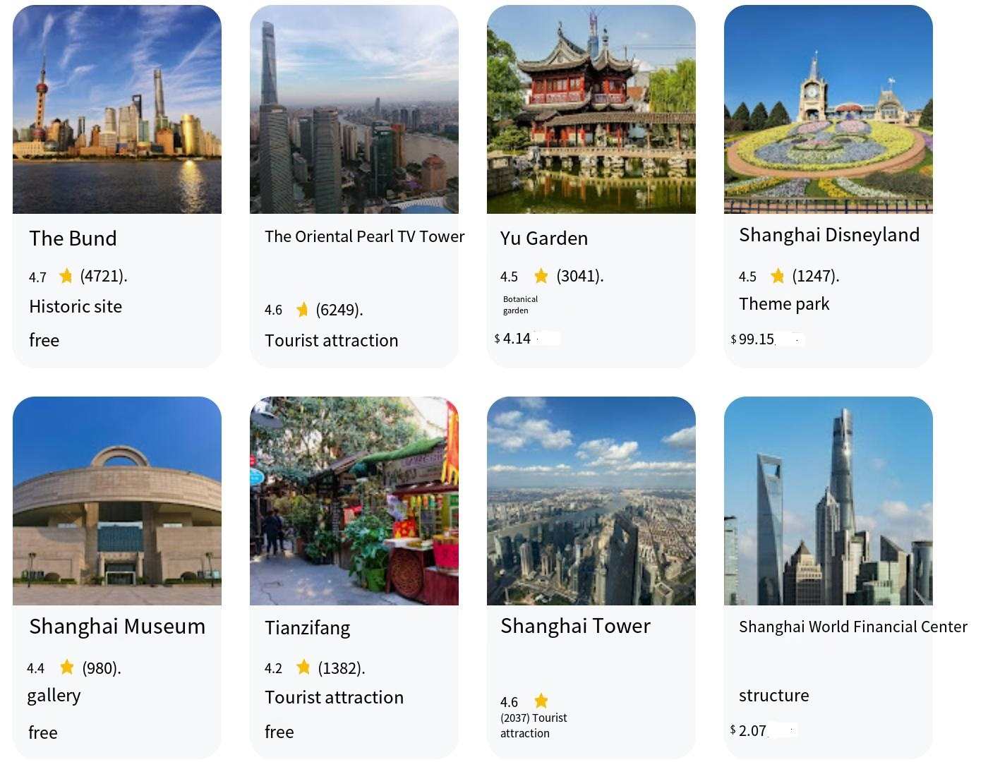 The Bund
4.7 (4721).
Historic site
free
The Oriental Pearl TV Tower
4.6 (6249).
Tourist attraction
Yu Garden
4.5 (3041).
Botanical
garden
$ 4.14
Shanghai Disneyland
4.5 (1247).
Theme park
$ 99.15
Shanghai Museum
4.4 (980).
gallery
free
Tianzifang
4.2 (1382).
Tourist attraction
free
Shanghai Tower
4.6
(2037) Tourist
attraction
Shanghai World Financial Center
structure
$ 2.07